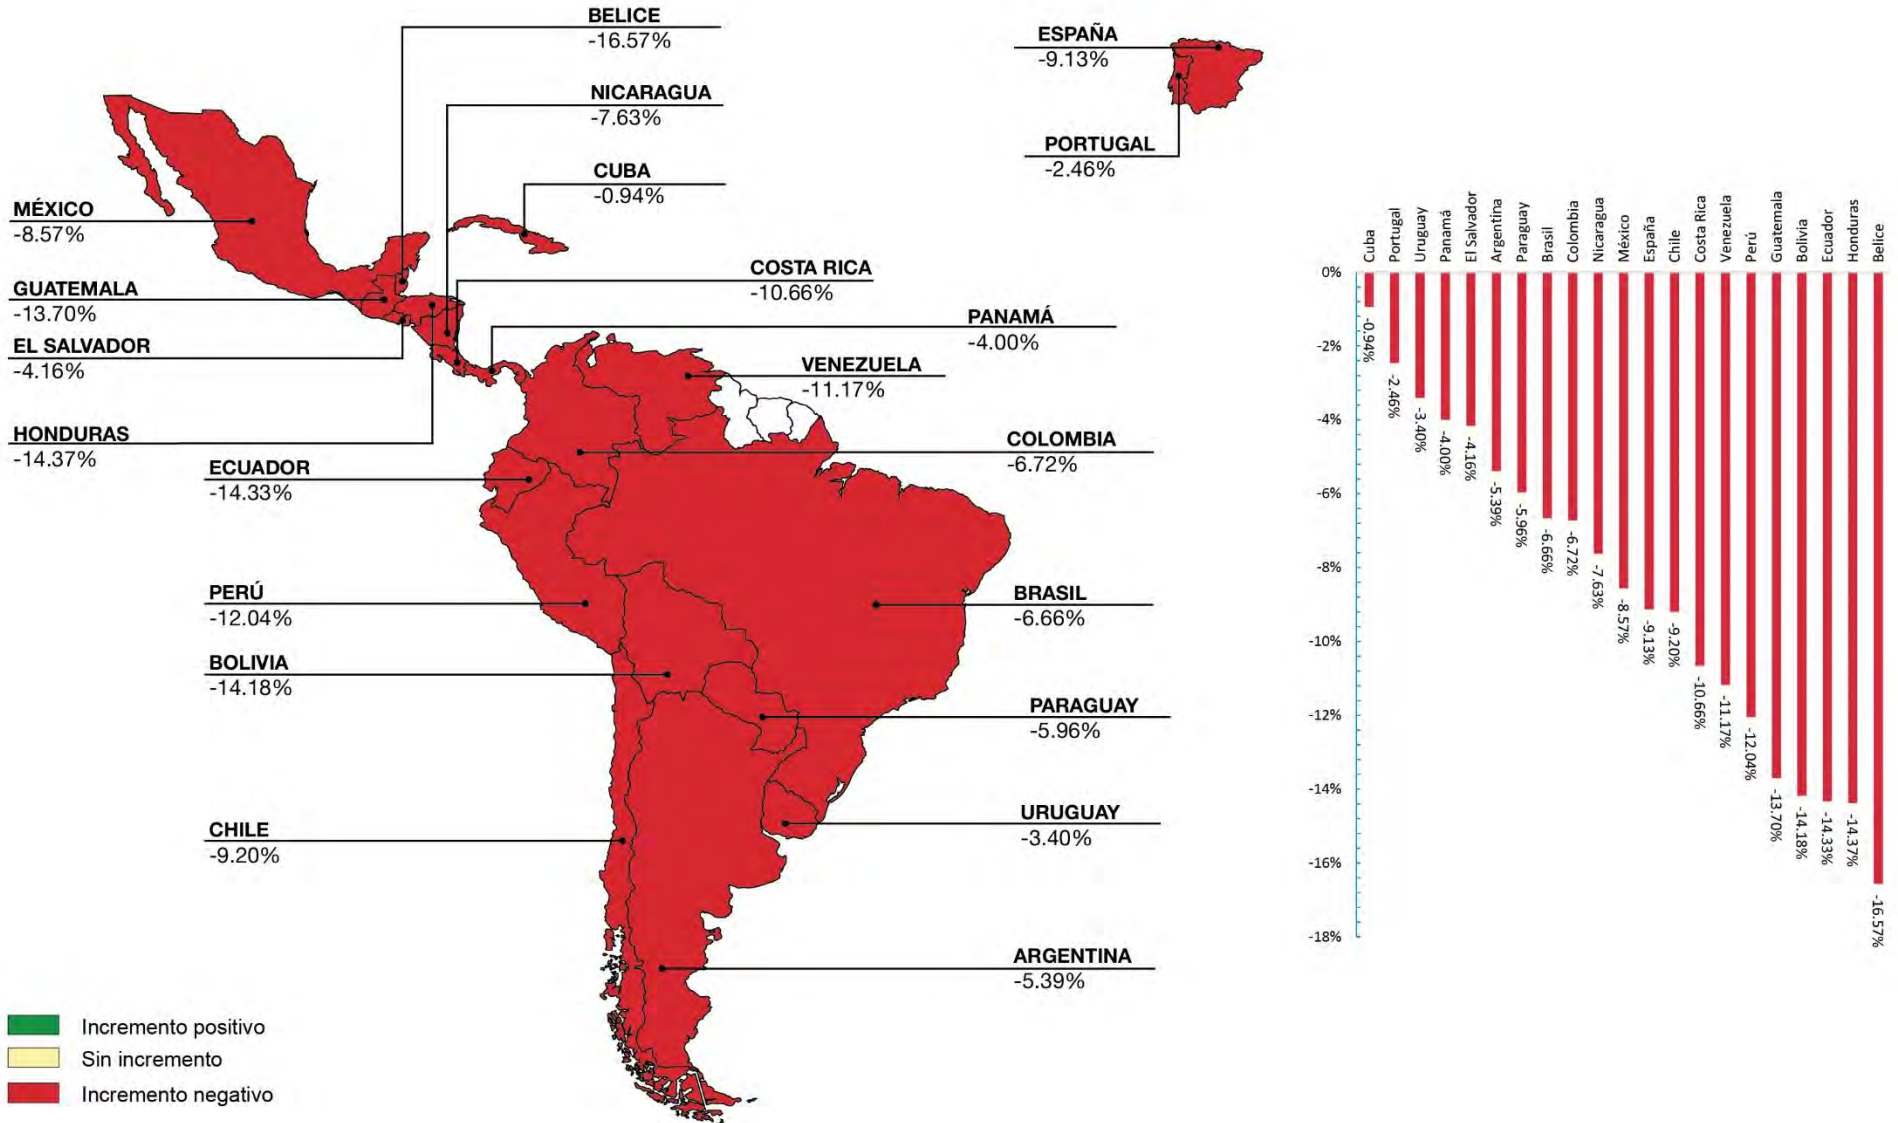 BELICE
-16.57%
NICARAGUA
-7.63%
CUBA
-0.94%
ESPAÑA
-9.13%
PORTUGAL
-2.46%
MÉXICO
-8.57%
GUATEMALA
-13.70%
EL SALVADOR
-4.16%
HONDURAS
-14.37%
COSTA RICA
-10.66%
PANAMÁ
-4.00%
VENEZUELA
-11.17%
COLOMBIA
-6.72%
ECUADOR
-14.33%
PERÚ
-12.04%
BOLIVIA
-14.18%
BRASIL
-6.66%
PARAGUAY
-5.96%
URUGUAY
-3.40%
CHILE
-9.20%
ARGENTINA
-5.39%
Incremento positivo
Sin incremento
Incremento negativo
Cuba
Portugal
Uruguay
Panamá
El Salvador
Argentina
Paraguay
Brasil
Colombia
Nicaragua
México
España
Chile
Costa Rica
Venezuela
Perú
Guatemala
Bolivia
Ecuador
Honduras
Belice
0%
-2%
-4%
-6%
-8%
-10%
-12%
-14%
-16%
-18%
-0.94%
-2.46%
-3.40%
-4.00%
-4.16%
-5.39%
-5.96%
-6.66%
-6.72%
-7.63%
-8.57%
-9.13%
-9.20%
-10.66%
-11.17%
-12.04%
-13.70%
-14.18%
-14.33%
-14.37%
-16.57%